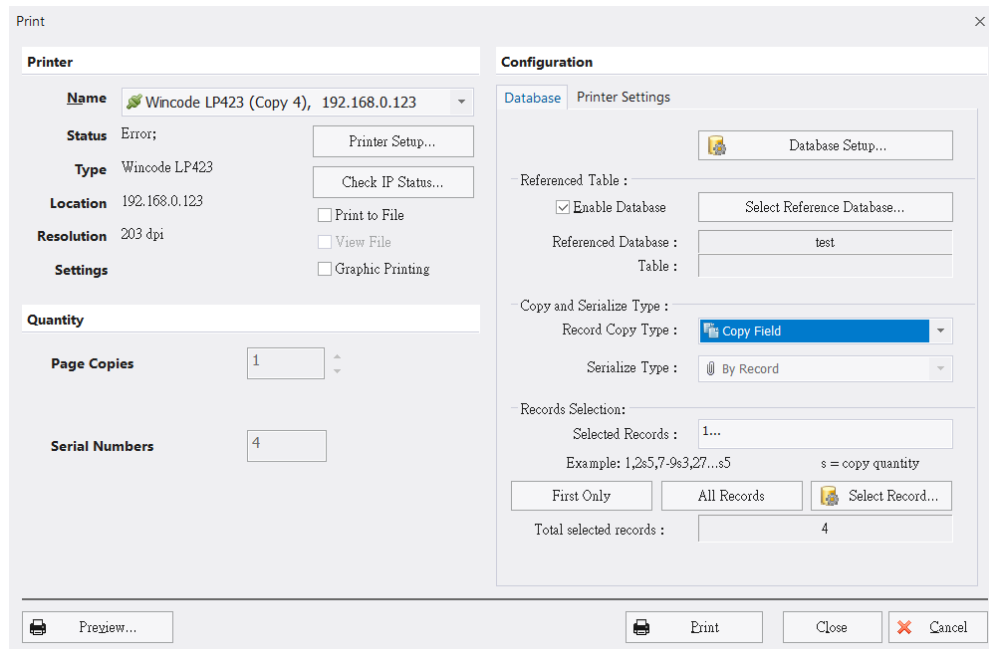 Print
Printer
Name Wincode LP423 (Copy 4), 192.168.0.123
Status Error;
Printer Setup...
Type Wincode LP423
Check IP Status...
Location 192.168.0.123
Print to File
Resolution 203 dpi
View File
Settings
Graphic Printing
Quantity
Page Copies 1
Serial Numbers 4
Configuration
Database Printer Settings
Database Setup...
Referenced Table :
Enable Database Select Reference Database...
Referenced Database : test
Table :
Copy and Serialize Type :
Record Copy Type : Copy Field
Serialize Type : By Record
Records Selection:
Selected Records : 1...
Example: 1,2s5,7-9s3,27...s5 s = copy quantity
First Only All Records Select Record...
Total selected records : 4
Preview... Print Close Cancel